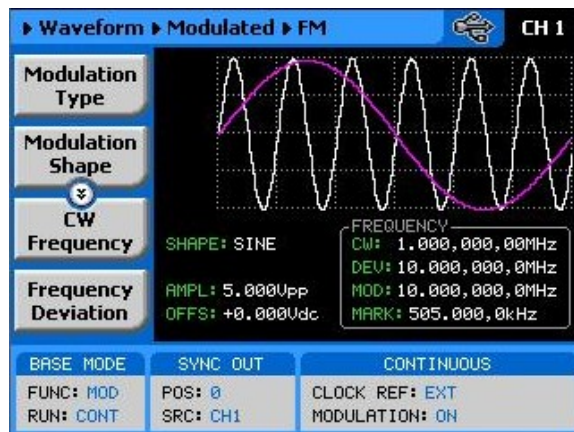 ▸ Waveform ▸ Modulated ▸ FM CH 1
Modulation
Type
Modulation
Shape
CW
Frequency
Frequency
Deviation
SHAPE: SINE
AMPL: 5.000Vpp
OFFS: +0.000Vdc
FREQUENCY
CW: 1.000,000,00MHz
DEV: 10.000,000,0MHz
MOD: 10.000,000,0MHz
MARK: 505.000,0kHz
BASE MODE
FUNC: MOD
RUN: CONT
SYNC OUT
POS: 0
SRC: CH1
CONTINUOUS
CLOCK REF: EXT
MODULATION: ON